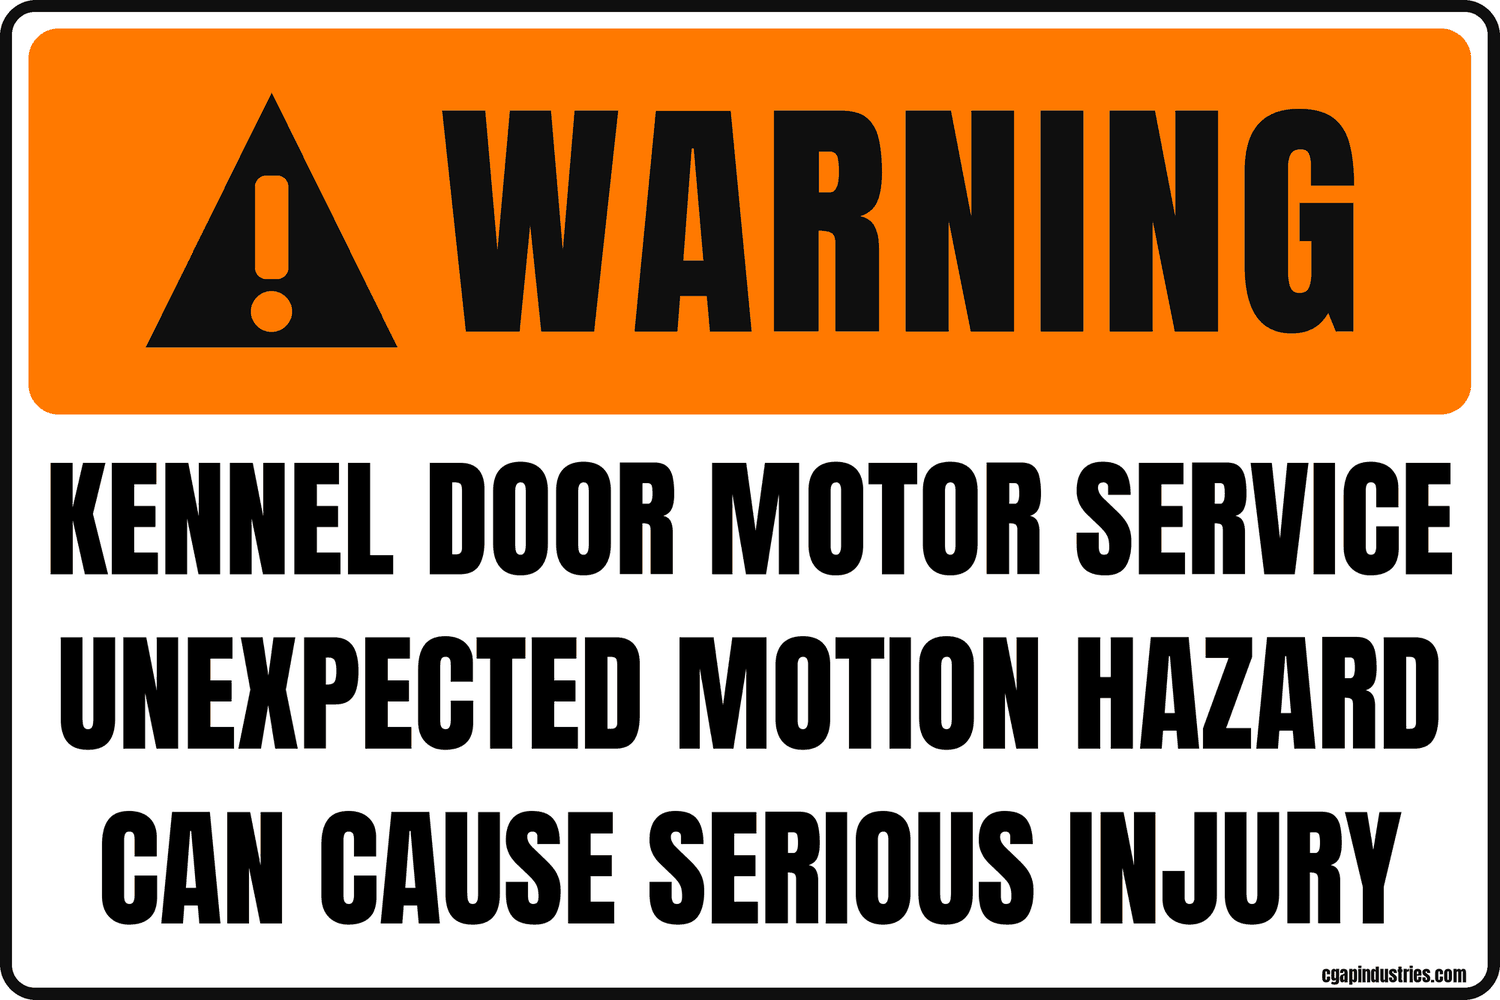 WARNING
KENNEL DOOR MOTOR SERVICE
UNEXPECTED MOTION HAZARD
CAN CAUSE SERIOUS INJURY
cgapindustries.com